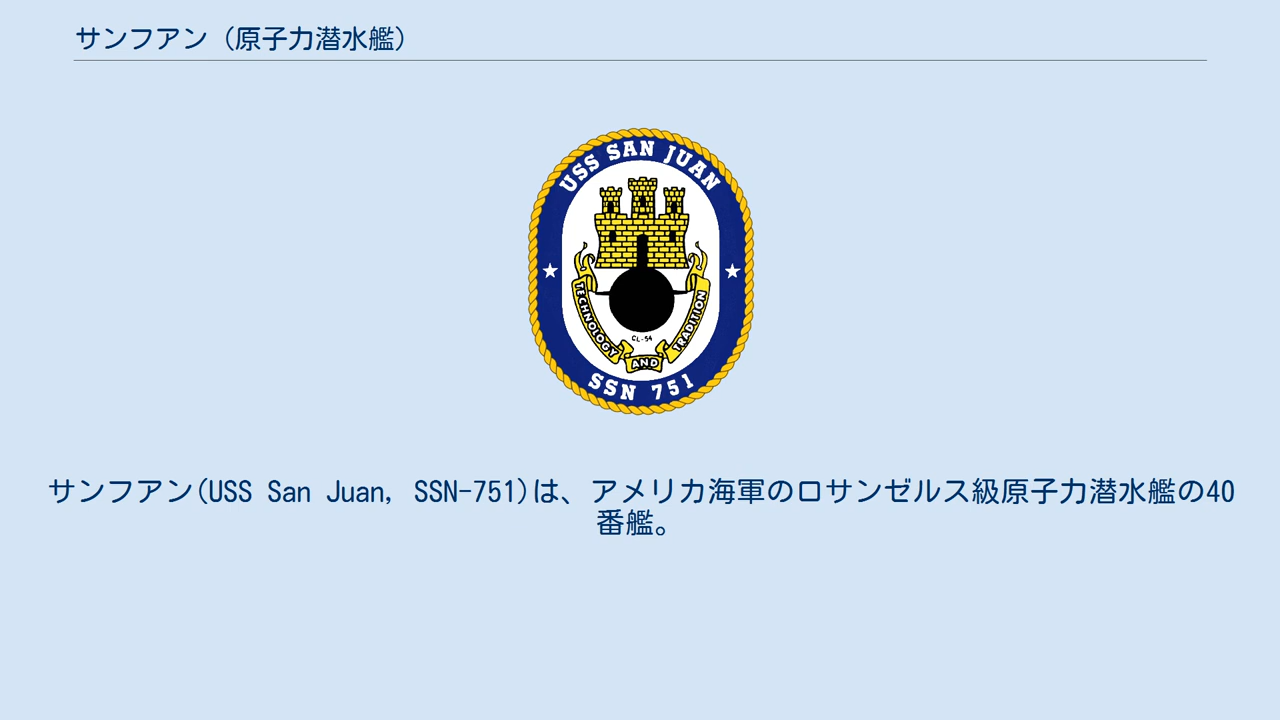 サンフアン（原子力潜水艦）
USS SAN JUAN
TECHNOLOGY AND TRADITION
CL-54
SSN 751
サンフアン(USS San Juan, SSN-751)は、アメリカ海軍のロサンゼルス級原子力潜水艦の40
番艦。